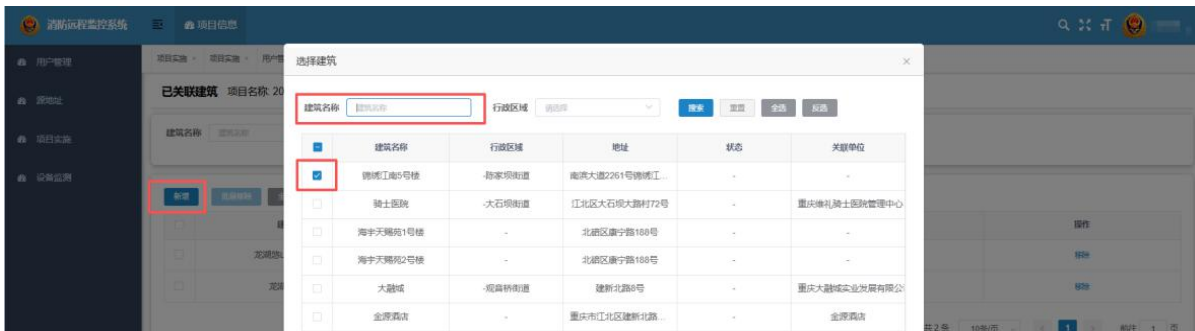 消防远程监控系统 项目信息
用户管理
源地址
项目实施
设备监测
项目实施 项目实施 用户管
已关联建筑 项目名称 20
建筑名称 建筑名称
新增 批量移除
操作
移除
移除
共2条 10条/页 1 前往 1 页
选择建筑 ×
建筑名称 建筑名称 行政区域 请选择 搜索 重置 全选 反选
建筑名称 行政区域 地址 状态 关联单位
锦绣江南5号楼 -陈家坝街道 南滨大道2261号锦绣江... - -
骑士医院 -大石坝街道 江北区大石坝大路村72号 - 重庆维礼骑士医院管理中心
海宇天赐苑1号楼 - 北碚区康宁路188号 - -
海宇天赐苑2号楼 - 北碚区康宁路188号 - -
大融城 -观音桥街道 建新北路8号 - 重庆大融城实业发展有限公
金源酒店 - 重庆市江北区建新北路... - 金源酒店